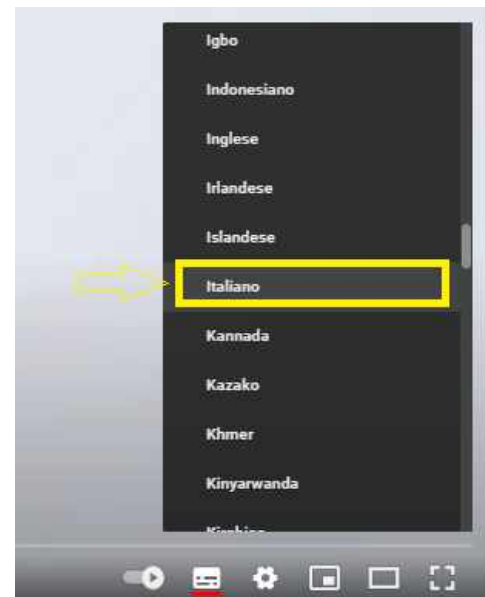 Igbo
Indonesiano
Inglese
Irlandese
Islandese
Italiano
Kannada
Kazako
Khmer
Kinyarwanda